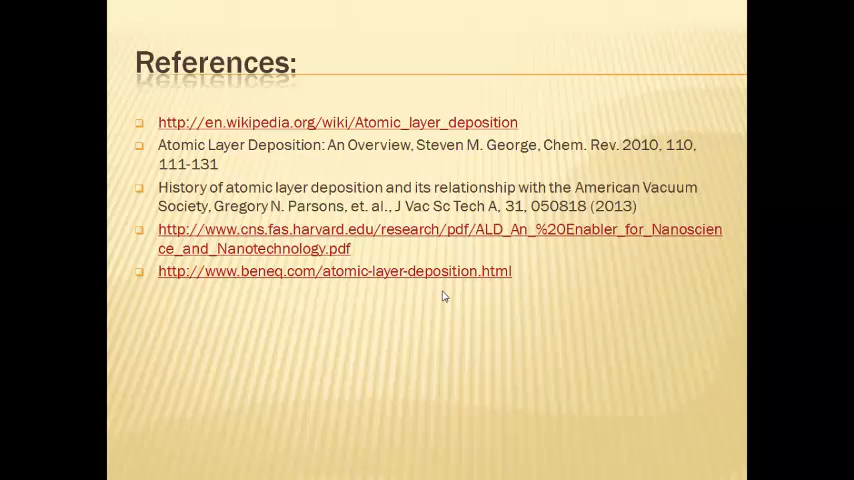 References:
http://en.wikipedia.org/wiki/Atomic_layer_deposition
Atomic Layer Deposition: An Overview, Steven M. George, Chem. Rev. 2010, 110,
111-131
History of atomic layer deposition and its relationship with the American Vacuum
Society, Gregory N. Parsons, et. al., J Vac Sc Tech A, 31, 050818 (2013)
http://www.cns.fas.harvard.edu/research/pdf/ALD_An_%20Enabler_for_Nanoscien
ce_and_Nanotechnology.pdf
http://www.beneq.com/atomic-layer-deposition.html